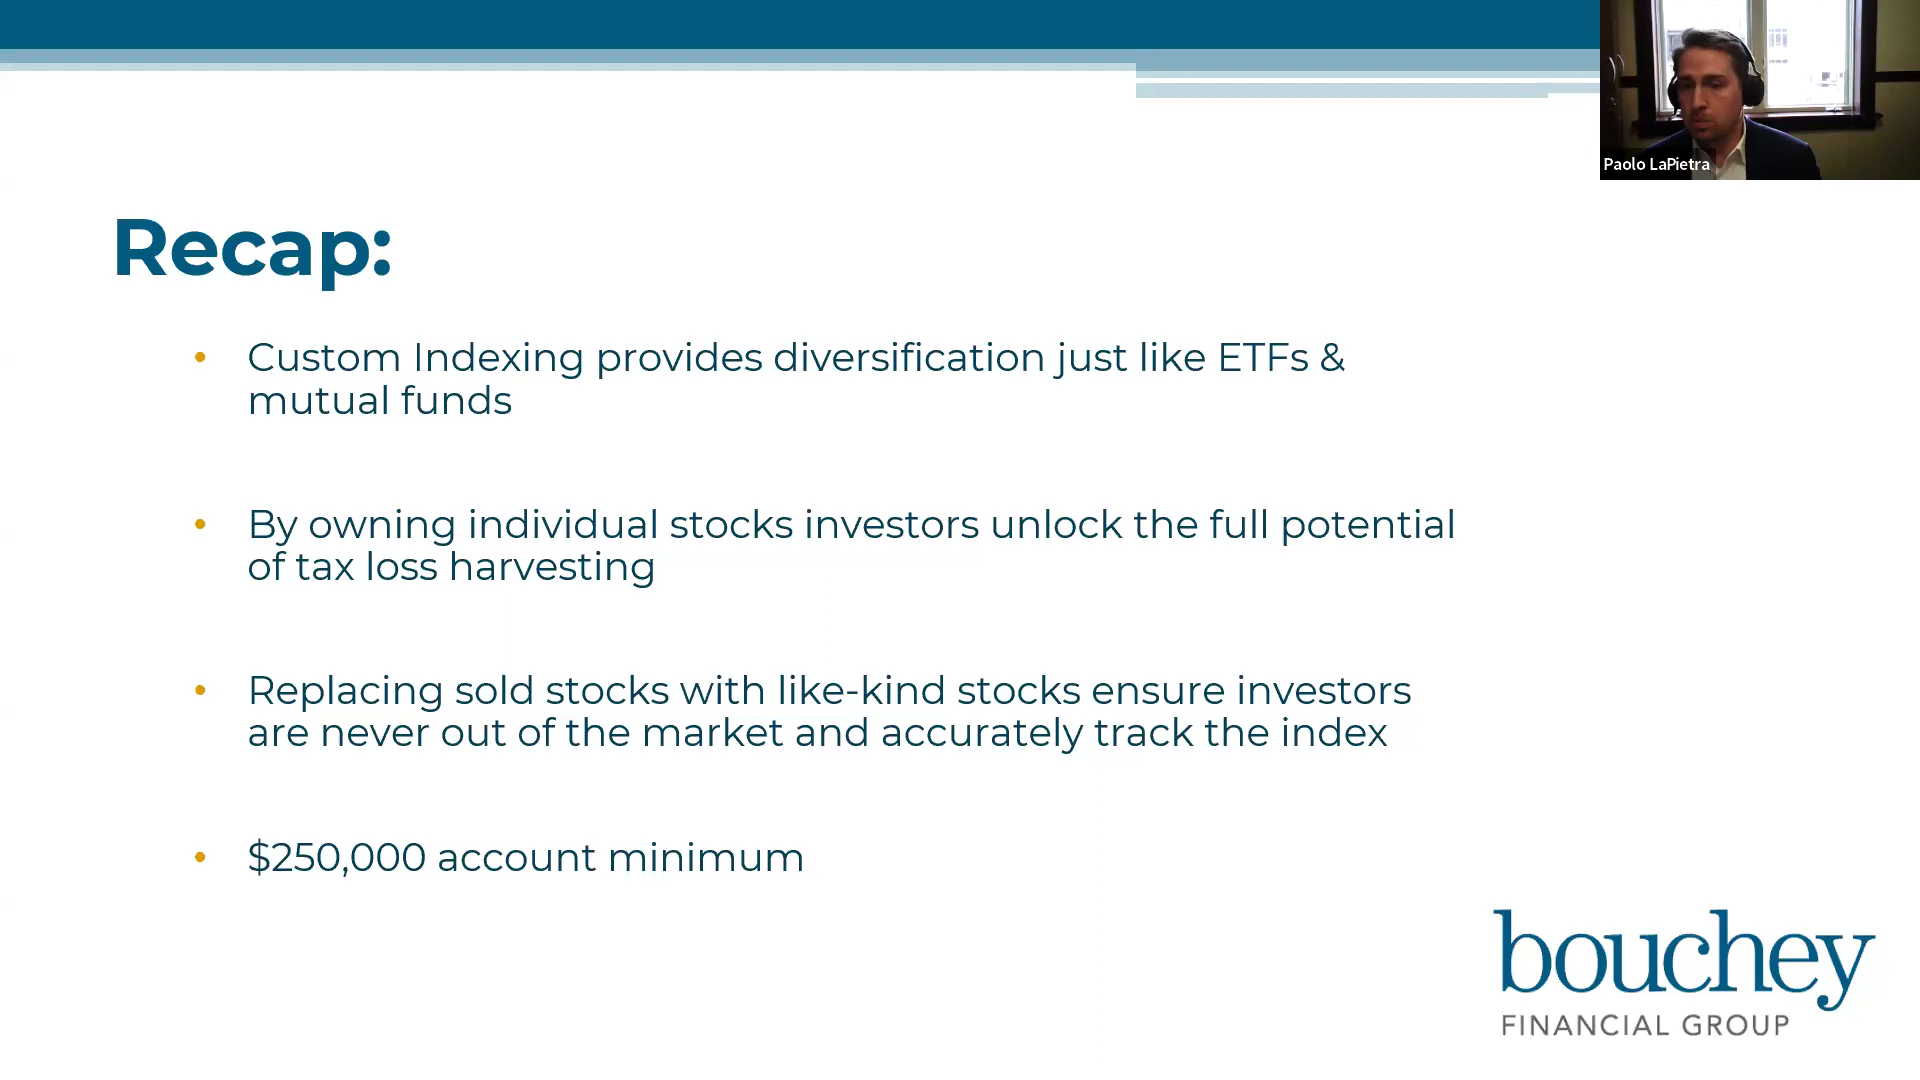 Paolo LaPietra
Recap:
• Custom Indexing provides diversification just like ETFs &
mutual funds
• By owning individual stocks investors unlock the full potential
of tax loss harvesting
• Replacing sold stocks with like-kind stocks ensure investors
are never out of the market and accurately track the index
• $250,000 account minimum
bouchey
FINANCIAL GROUP